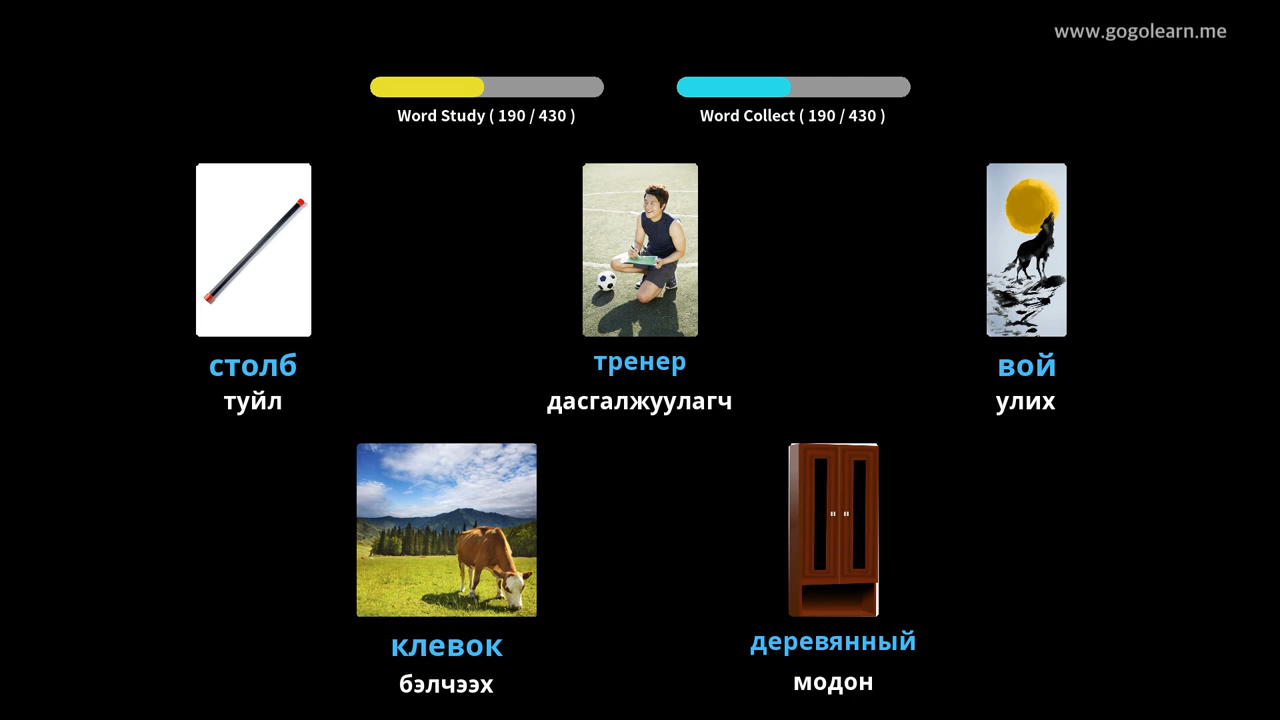 www.gogolearn.me
Word Study ( 190 / 430 )
Word Collect ( 190 / 430 )
столб
туйл
тренер
дасгалжуулагч
вой
улих
клевок
бэлчээх
деревянный
модон